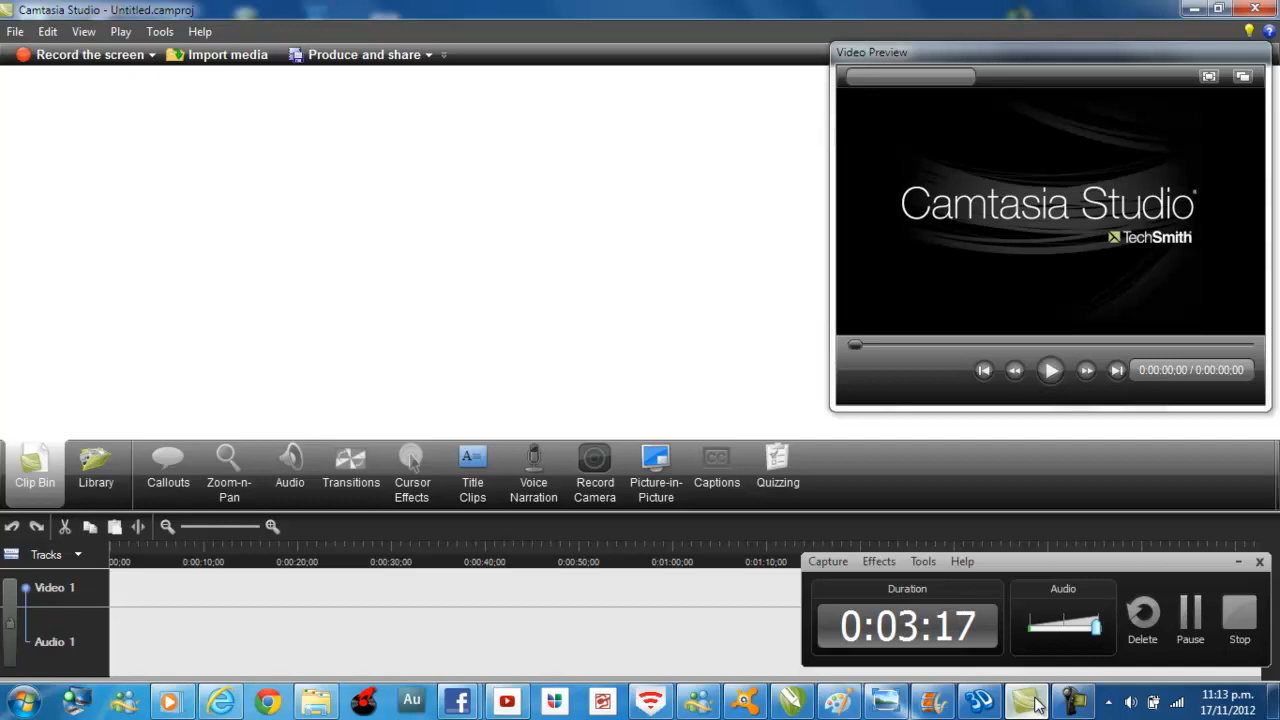 Camtasia Studio - Untitled.camproj
File Edit View Play Tools Help
Record the screen Import media Produce and share
Video Preview
Camtasia Studio®
TechSmith
0:00:00;00 / 0:00:00;00
Clip Bin
Library
Callouts
Zoom-n-
Pan
Audio
Transitions
Cursor
Effects
A=
Title
Clips
Voice
Narration
Record
Camera
Picture-in-
Picture
CC
Captions
Quizzing
Tracks
00;00 0:00:10;00 0:00:20;00 0:00:30;00 0:00:40;00 0:00:50;00 0:01:00;00 0:01:10;00
Video 1
Audio 1
Capture Effects Tools Help
Duration
0:03:17
Audio
Delete
Pause
Stop
Au
3D
11:13 p.m.
17/11/2012